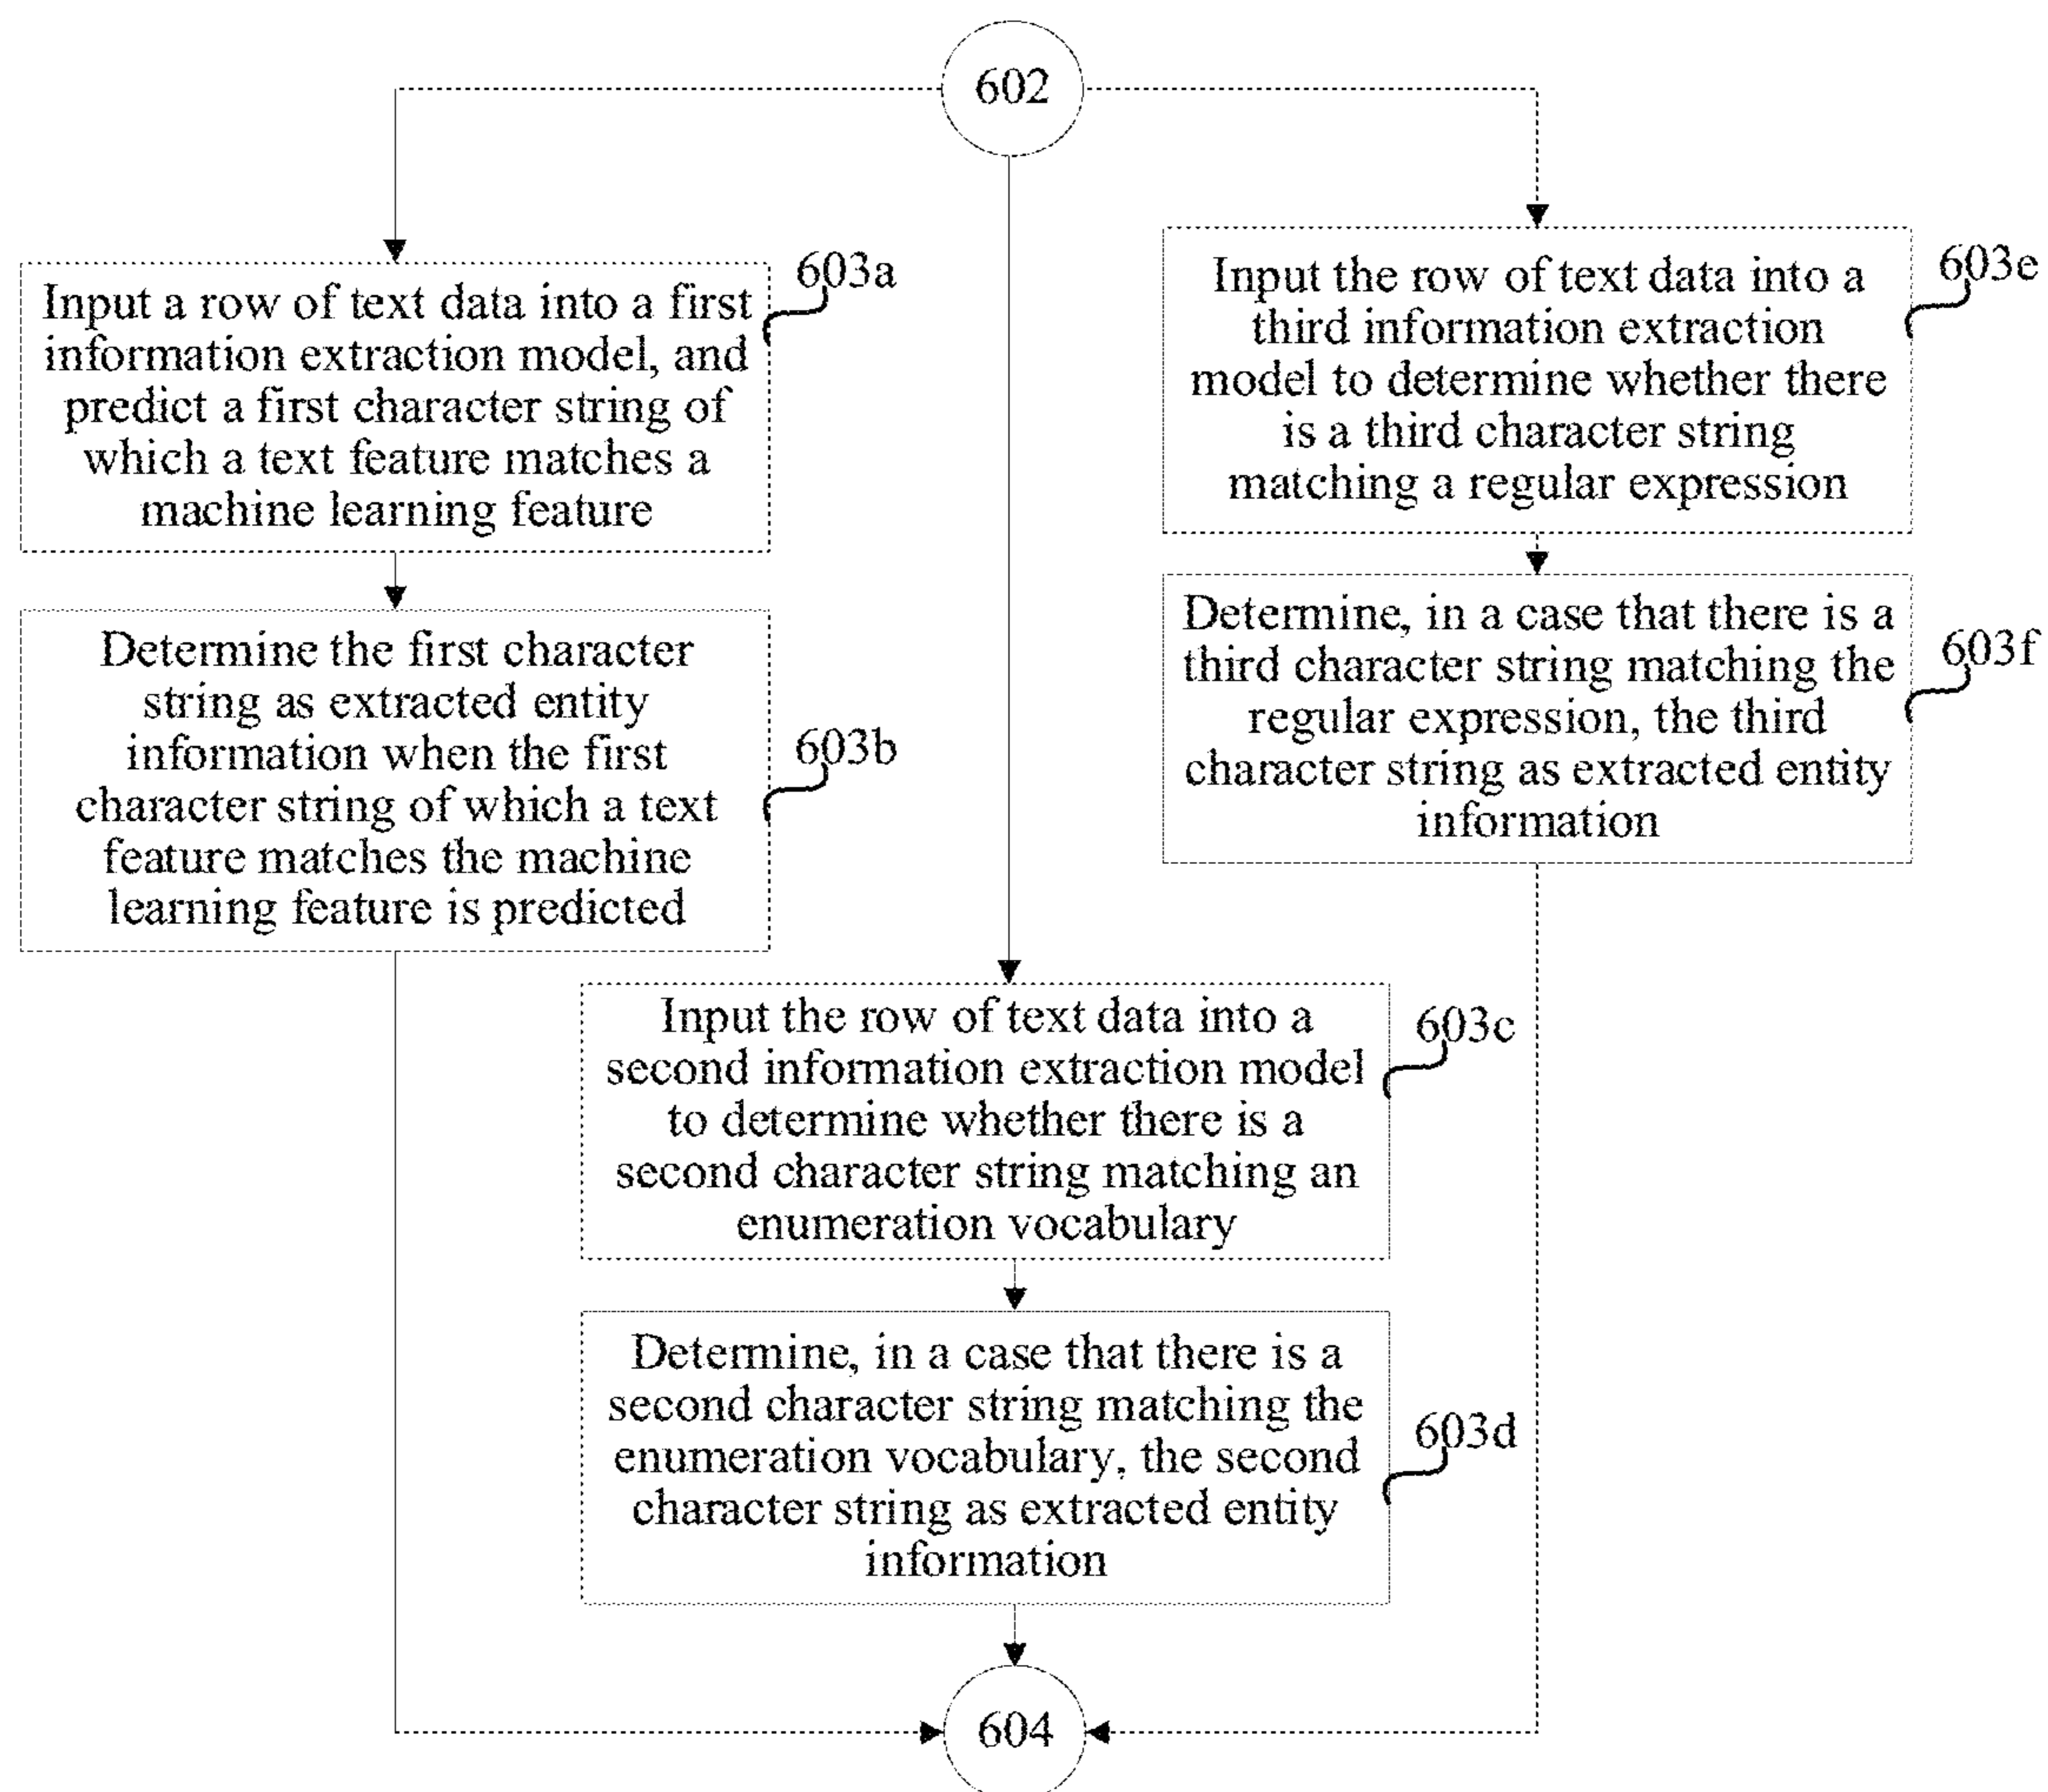 602
603a
Input a row of text data into a first
information extraction model, and
predict a first character string of
which a text feature matches a
machine learning feature
603b
Determine the first character
string as extracted entity
information when the first
character string of which a text
feature matches the machine
learning feature is predicted
603c
Input the row of text data into a
second information extraction model
to determine whether there is a
second character string matching an
enumeration vocabulary
603d
Determine, in a case that there is a
second character string matching the
enumeration vocabulary, the second
character string as extracted entity
information
603e
Input the row of text data into a
third information extraction
model to determine whether there
is a third character string
matching a regular expression
603f
Determine, in a case that there is a
third character string matching the
regular expression, the third
character string as extracted entity
information
604